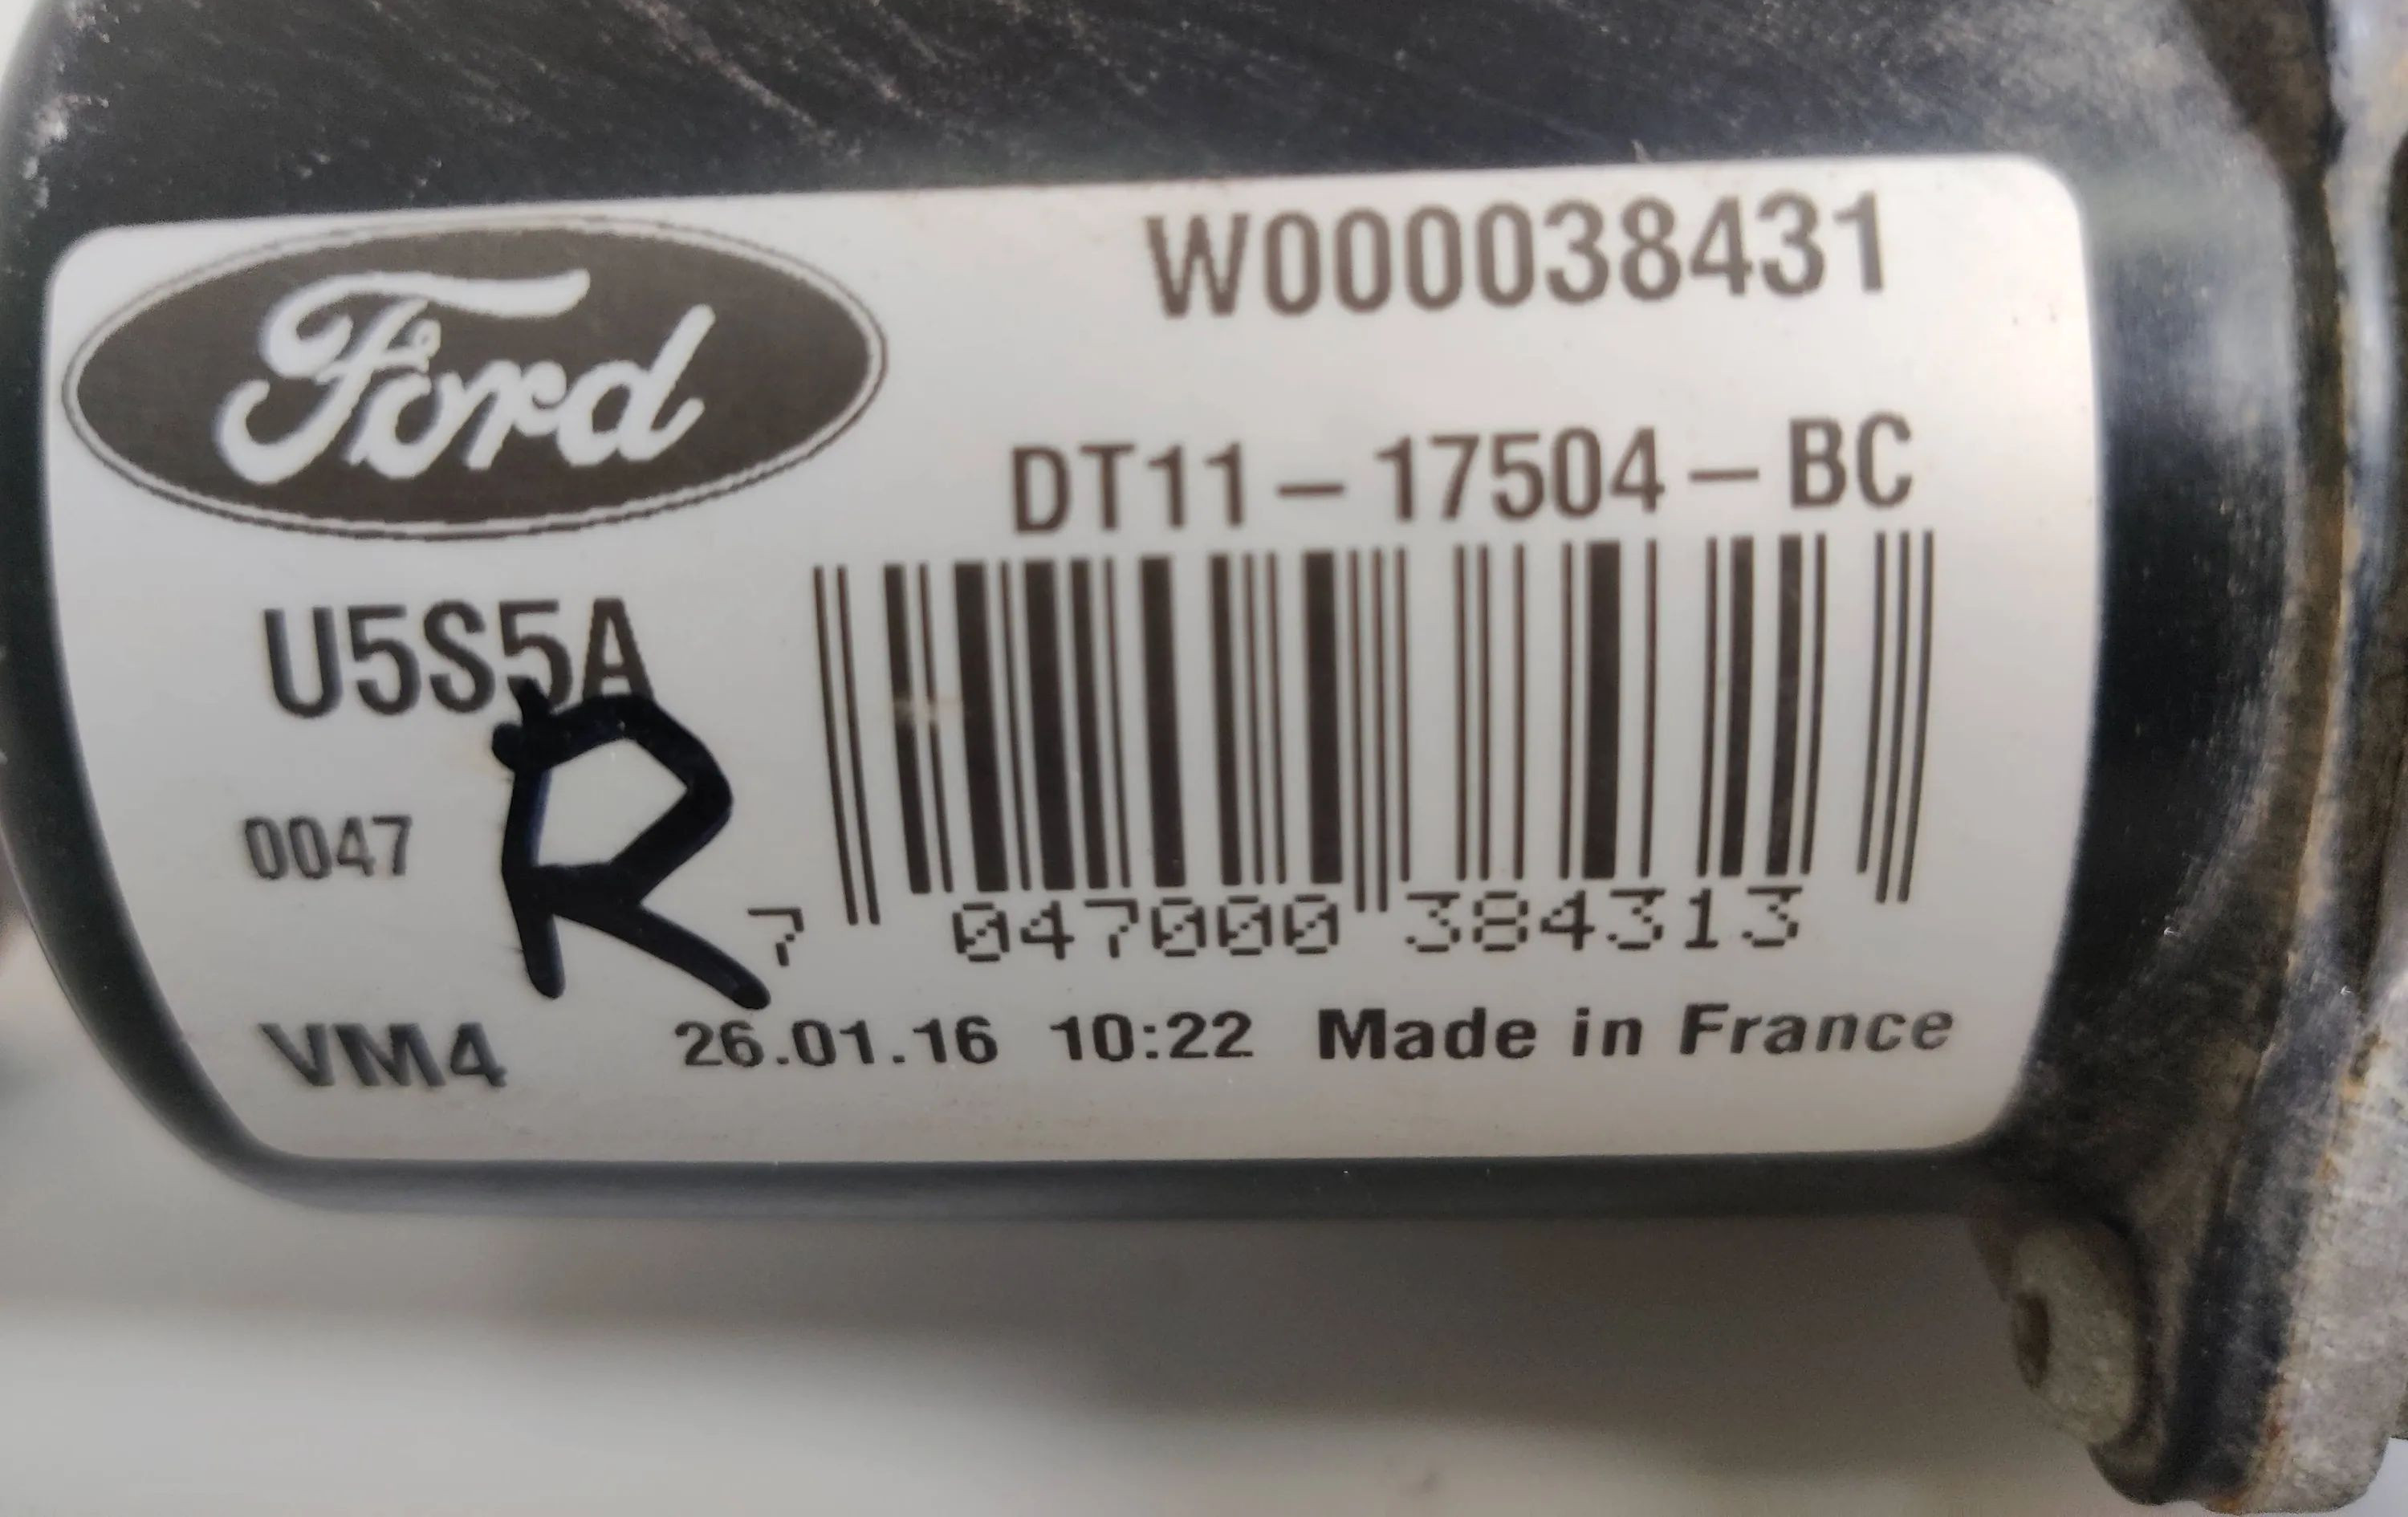 W000038431
Ford
DT11-17504-BC
U5S5A
R
0047
7 047000 384313
VM4 26.01.16 10:22 Made in France